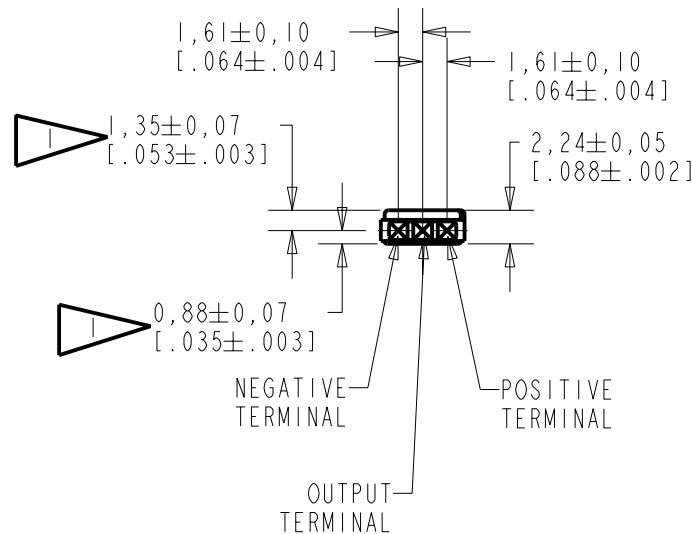 1,61±0,10
[.064±.004]
1,61±0,10
[.064±.004]
1
1,35±0,07
[.053±.003]
2,24±0,05
[.088±.002]
1
0,88±0,07
[.035±.003]
NEGATIVE
TERMINAL
POSITIVE
TERMINAL
OUTPUT
TERMINAL